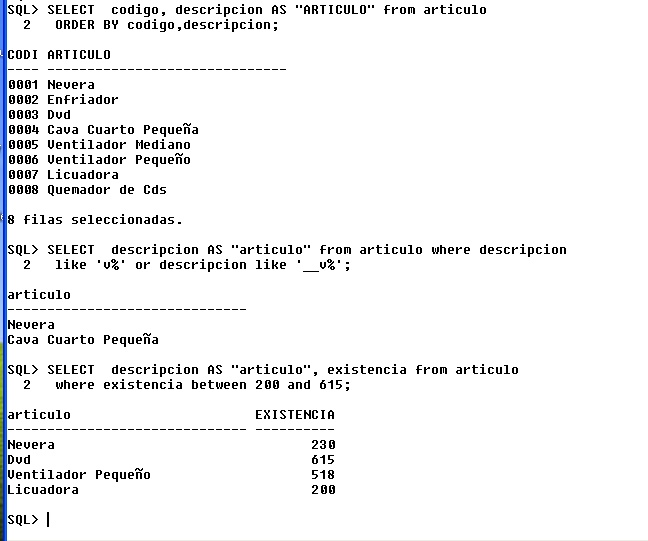 SQL> SELECT  codigo, descripcion AS "ARTICULO" from articulo
  2   ORDER BY codigo,descripcion;
CODI ARTICULO
---- ------------------------------
0001 Nevera
0002 Enfriador
0003 Dvd
0004 Cava Cuarto Pequeña
0005 Ventilador Mediano
0006 Ventilador Pequeño
0007 Licuadora
0008 Quemador de Cds
8 filas seleccionadas.
SQL> SELECT  descripcion AS "articulo" from articulo where descripcion
  2   like 'v%' or descripcion like '__v%';
articulo
------------------------------
Nevera
Cava Cuarto Pequeña
SQL> SELECT  descripcion AS "articulo", existencia from articulo
  2   where existencia between 200 and 615;
articulo                       EXISTENCIA
------------------------------ ----------
Nevera                                230
Dvd                                   615
Ventilador Pequeño                    518
Licuadora                             200
SQL>